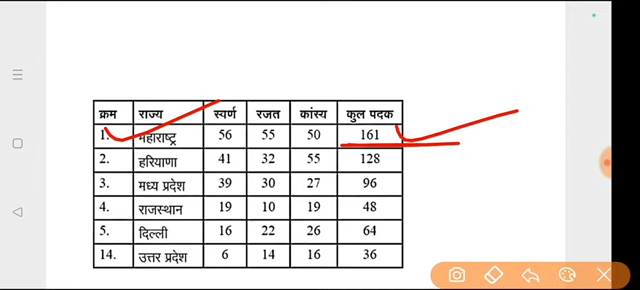 क्रम राज्य स्वर्ण रजत कांस्य कुल पदक
1. महाराष्ट्र 56 55 50 161
2. हरियाणा 41 32 55 128
3. मध्य प्रदेश 39 30 27 96
4. राजस्थान 19 10 19 48
5. दिल्ली 16 22 26 64
14. उत्तर प्रदेश 6 14 16 36